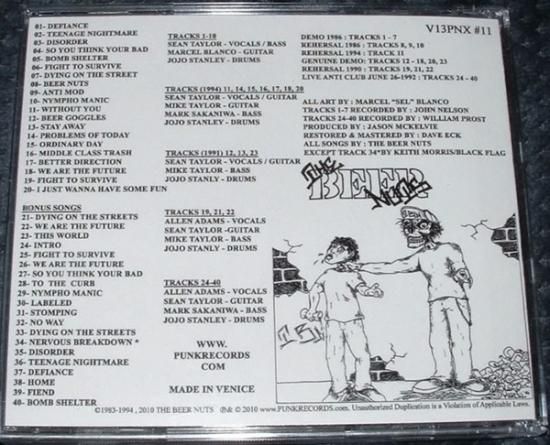 01- DEFIANCE
02- TEENAGE NIGHTMARE
03- DISORDER
04- SO YOU THINK YOUR BAD
05- BOMB SHELTER
06- FIGHT TO SURVIVE
07- DYING ON THE STREET
08- BEER NUTS
09- ANTI MOD
10- NYMPHO MANIC
11- WITHOUT YOU
12- BEER GOGGLES
13- STAY AWAY
14- PROBLEMS OF TODAY
15- ORDINARY DAY
16- MIDDLE CLASS TRASH
17- BETTER DIRECTION
18- WE ARE THE FUTURE
19- FIGHT TO SURVIVE
20- I JUST WANNA HAVE SOME FUN
BONUS SONGS
21- DYING ON THE STREETS
22- WE ARE THE FUTURE
23- THIS WORLD
24- INTRO
25- FIGHT TO SURVIVE
26- WE ARE THE FUTURE
27- SO YOU THINK YOUR BAD
28- TO THE CURB
29- NYMPHO MANIC
30- LABELED
31- STOMPING
32- NO WAY
33- DYING ON THE STREETS
34- NERVOUS BREAKDOWN *
35- DISORDER
36- TEENAGE NIGHTMARE
37- DEFIANCE
38- HOME
39- FIEND
40- BOMB SHELTER
TRACKS 1-10
SEAN TAYLOR - VOCALS / BASS
MARCEL BLANCO - GUITAR
JOJO STANLEY - DRUMS
TRACKS (1994) 11, 14, 15, 16, 17, 18, 20
SEAN TAYLOR - VOCALS / GUITAR
MIKE TAYLOR - GUITAR
MARK SAKANIWA - BASS
JOJO STANLEY - DRUMS
TRACKS (1991) 12, 13, 23
SEAN TAYLOR - VOCALS / GUITAR
MIKE TAYLOR - BASS
JOJO STANLEY - DRUMS
TRACKS 19, 21, 22
ALLEN ADAMS - VOCALS
SEAN TAYLOR - GUITAR
MIKE TAYLOR - BASS
JOJO STANLEY - DRUMS
TRACKS 24-40
ALLEN ADAMS - VOCALS
SEAN TAYLOR - GUITAR
MARK SAKANIWA - BASS
JOJO STANLEY - DRUMS
WWW.
PUNKRECORDS
COM
MADE IN VENICE
V13PNX #11
DEMO 1986 : TRACKS 1 - 7
REHERSAL 1986 : TRACKS 8, 9, 10
REHERSAL 1994 : TRACK 11
GENUINE DEMO: TRACKS 12 - 18, 20, 23
REHERSAL 1990 : TRACKS 19, 21, 22
LIVE ANTI CLUB JUNE 26-1992 : TRACKS 24 - 40
ALL ART BY : MARCEL "SEL" BLANCO
TRACKS 1-7 RECORDED BY : JOHN NELSON
TRACKS 24-40 RECORDED BY : WILLIAM PROST
PRODUCED BY : JASON MCKELVIE
RESTORED & MASTERED BY : DAVE ECK
ALL SONGS BY : THE BEER NUTS
EXCEPT TRACK 34*BY KEITH MORRIS/BLACK FLAG
THE
BEER
NUTS
©1983-1994 , 2010 THE BEER NUTS ℗& © 2010 www.PUNKRECORDS.com. Unauthorized Duplication is a Violation of Applicable Laws.